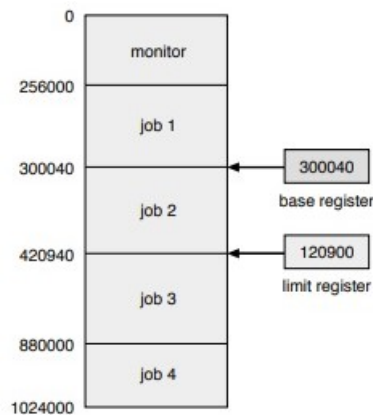 0
monitor
256000
job 1
300040
300040
base register
job 2
420940
120900
limit register
job 3
880000
job 4
1024000